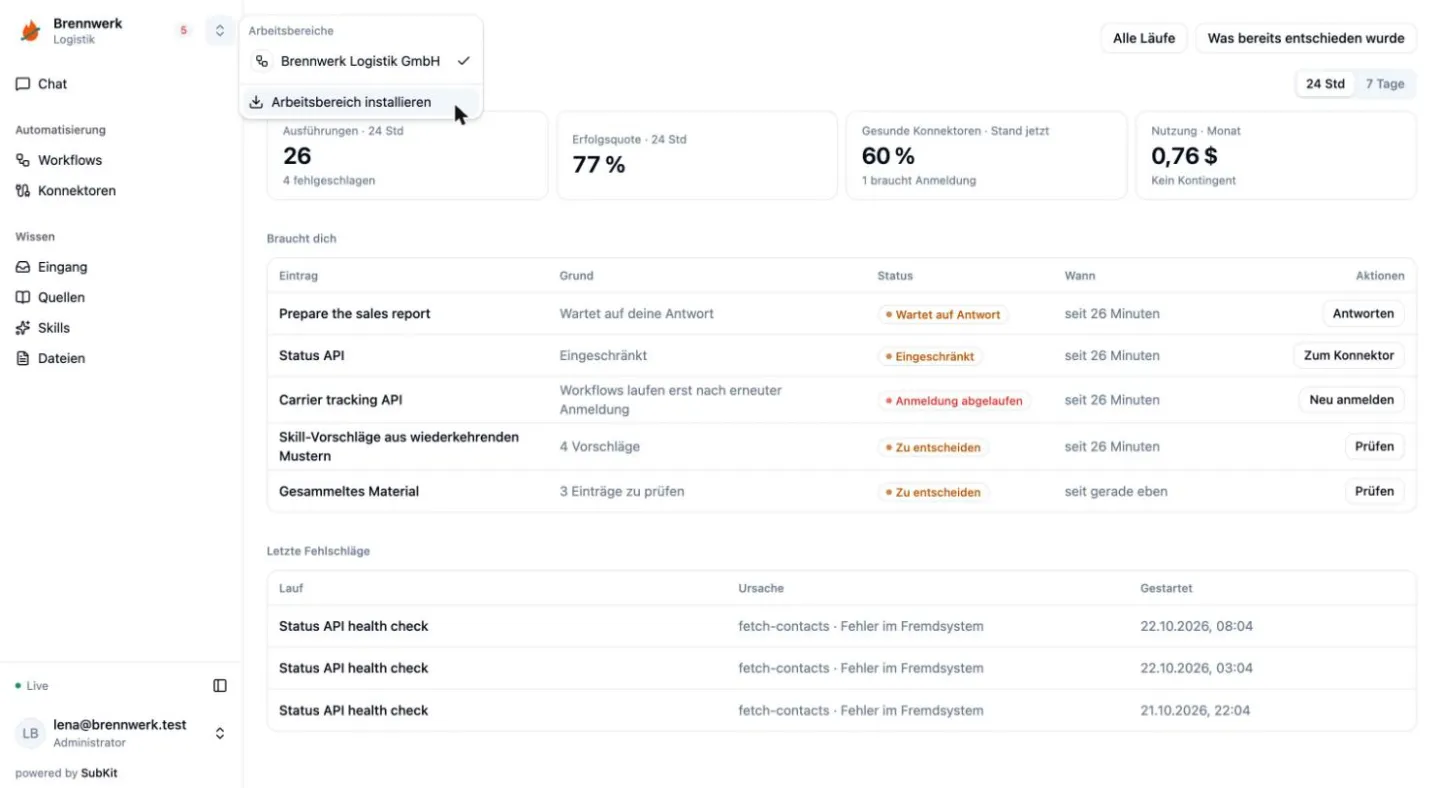 Brennwerk
Logistik
5
Chat
Automatisierung
Workflows
Konnektoren
Wissen
Eingang
Quellen
Skills
Dateien
Live
LB
lena@brennwerk.test
Administrator
powered by SubKit
Arbeitsbereiche
Brennwerk Logistik GmbH
Arbeitsbereich installieren
Alle Läufe
Was bereits entschieden wurde
24 Std
7 Tage
Ausführungen · 24 Std
26
4 fehlgeschlagen
Erfolgsquote · 24 Std
77 %
Gesunde Konnektoren · Stand jetzt
60 %
1 braucht Anmeldung
Nutzung · Monat
0,76 $
Kein Kontingent
Braucht dich
Eintrag Grund Status Wann Aktionen
Prepare the sales report Wartet auf deine Antwort Wartet auf Antwort seit 26 Minuten Antworten
Status API Eingeschränkt Eingeschränkt seit 26 Minuten Zum Konnektor
Carrier tracking API Workflows laufen erst nach erneuter
Anmeldung Anmeldung abgelaufen seit 26 Minuten Neu anmelden
Skill-Vorschläge aus wiederkehrenden
Mustern 4 Vorschläge Zu entscheiden seit 26 Minuten Prüfen
Gesammeltes Material 3 Einträge zu prüfen Zu entscheiden seit gerade eben Prüfen
Letzte Fehlschläge
Lauf Ursache Gestartet
Status API health check fetch-contacts · Fehler im Fremdsystem 22.10.2026, 08:04
Status API health check fetch-contacts · Fehler im Fremdsystem 22.10.2026, 03:04
Status API health check fetch-contacts · Fehler im Fremdsystem 21.10.2026, 22:04